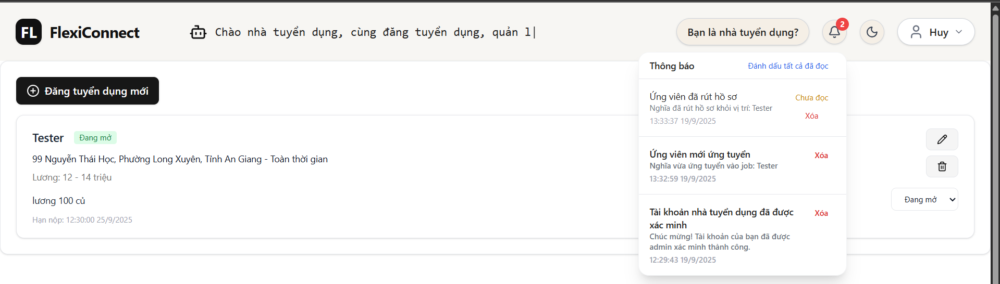 FL FlexiConnect
Chào nhà tuyển dụng, cùng đăng tuyển dụng, quản l|
Bạn là nhà tuyển dụng?
2
Huy
Đăng tuyển dụng mới
Tester Đang mở
99 Nguyễn Thái Học, Phường Long Xuyên, Tỉnh An Giang - Toàn thời gian
Lương: 12 - 14 triệu
lương 100 củ
Hạn nộp: 12:30:00 25/9/2025
Đang mở
Thông báo Đánh dấu tất cả đã đọc
Ứng viên đã rút hồ sơ Chưa đọc
Nghĩa đã rút hồ sơ khỏi vị trí: Tester
Xóa
13:33:37 19/9/2025
Ứng viên mới ứng tuyển Xóa
Nghĩa vừa ứng tuyển vào job: Tester
13:32:59 19/9/2025
Tài khoản nhà tuyển dụng đã được Xóa
xác minh
Chúc mừng! Tài khoản của bạn đã được
admin xác minh thành công.
12:29:43 19/9/2025